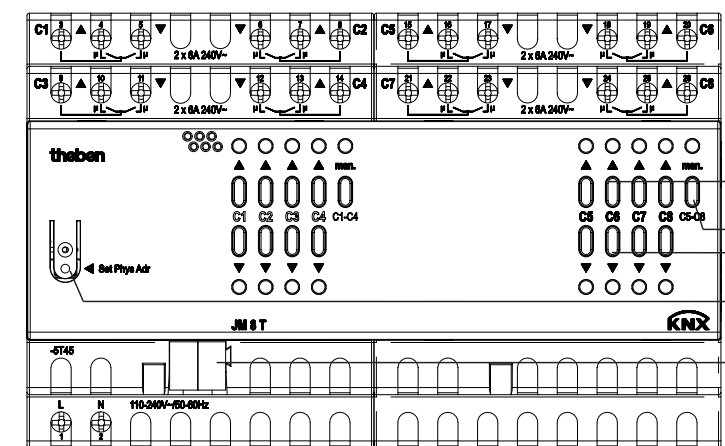 C1 3 4 5 6 7 8 C2 C5 15 16 17 18 19 20 C6
µ µ 2 x 6A 240V~ µ µ µ µ 2 x 6A 240V~ µ µ
C3 9 10 11 12 13 14 C4 C7 21 22 23 24 25 26 C8
µ µ 2 x 6A 240V~ µ µ µ µ 2 x 6A 240V~ µ µ
theben
man. man.
C1 C2 C3 C4 C1-C4 C5 C6 C7 C8 C5-C8
Set Phys Adr
JM 8 T KNX
-5T45
L N 110-240V~/50-60Hz
1 2